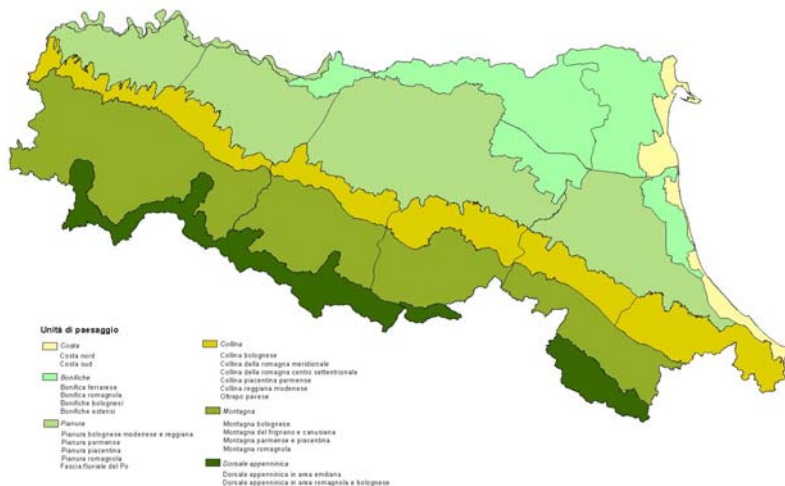 Unità di paesaggio
Costa
Costa nord
Costa sud
Bonifiche
Bonifica ferrarese
Bonifica romagnola
Bonifiche bolognesi
Bonifiche estensi
Pianura
Pianura bolognese modenese e reggiana
Pianura parmense
Pianura piacentina
Pianura romagnola
Fascia fluviale del Po
Collina
Collina bolognese
Collina della romagna meridionale
Collina della romagna centro settentrionale
Collina piacentina parmense
Collina reggiana modenese
Oltrepo pavese
Montagna
Montagna bolognese
Montagna del frignano e canusiana
Montagna parmense e piacentina
Montagna romagnola
Dorsale appenninica
Dorsale appenninica in area emiliana
Dorsale appenninica in area romagnola e bolognese